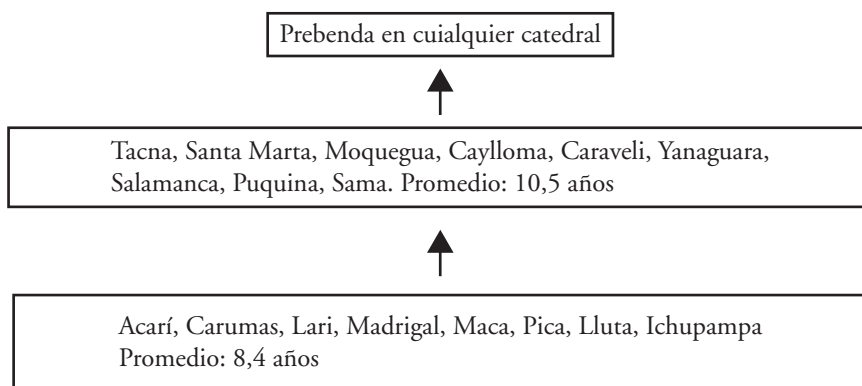 Prebenda en cuialquier catedral
Tacna, Santa Marta, Moquegua, Caylloma, Caraveli, Yanaguara,
Salamanca, Puquina, Sama. Promedio: 10,5 años
Acarí, Carumas, Lari, Madrigal, Maca, Pica, Lluta, Ichupampa
Promedio: 8,4 años